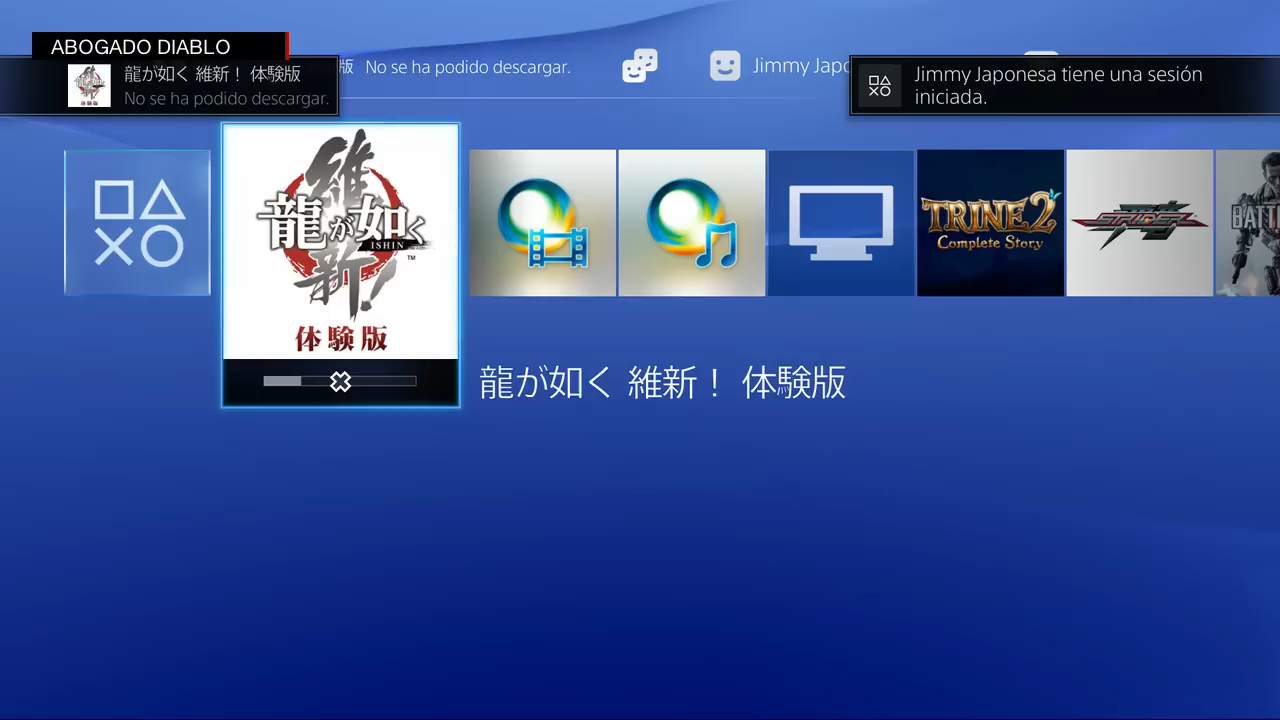 ABOGADO DIABLO
龍が如く 維新！ 体験版
No se ha podido descargar.
版 No se ha podido descargar.
Jimmy Japo
Jimmy Japonesa tiene una sesión
iniciada.
維新!
龍が如く
ISHIN
TM
体験版
TRINE 2
Complete Story
BATT
龍が如く 維新！ 体験版